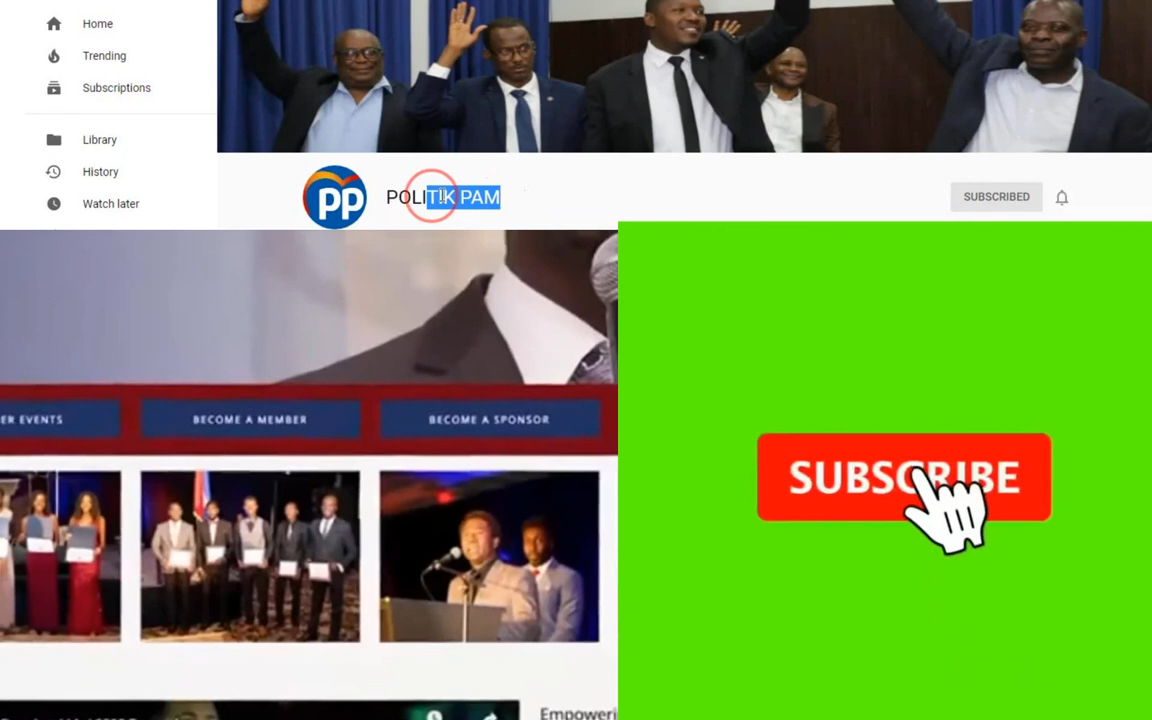 Home
Trending
Subscriptions
Library
History
Watch later
pp
POLITIK PAM
SUBSCRIBED
ER EVENTS
BECOME A MEMBER
BECOME A SPONSOR
SUBSCRIBE
Empoweri